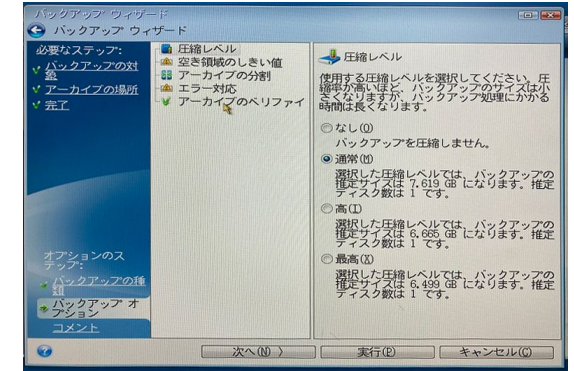 バックアップ ウィザード
バックアップ ウィザード
必要なステップ:
バックアップの対
象
アーカイブの場所
完了
オプションのス
テップ:
バックアップの種
類
バックアップ オ
プション
コメント
圧縮レベル
空き領域のしきい値
アーカイブの分割
エラー対応
アーカイブのベリファイ
圧縮レベル
使用する圧縮レベルを選択してください。圧
縮率が高いほど、バックアップのサイズは小
さくなりますが、バックアップ処理にかかる
時間は長くなります。
なし(O)
バックアップを圧縮しません。
通常(M)
選択した圧縮レベルでは、バックアップの
推定サイズは 7.619 GB になります。推定
ディスク数は 1 です。
高(I)
選択した圧縮レベルでは、バックアップの
推定サイズは 6.665 GB になります。推定
ディスク数は 1 です。
最高(X)
選択した圧縮レベルでは、バックアップの
推定サイズは 6.499 GB になります。推定
ディスク数は 1 です。
次へ(N) 〉
実行(P)
キャンセル(C)